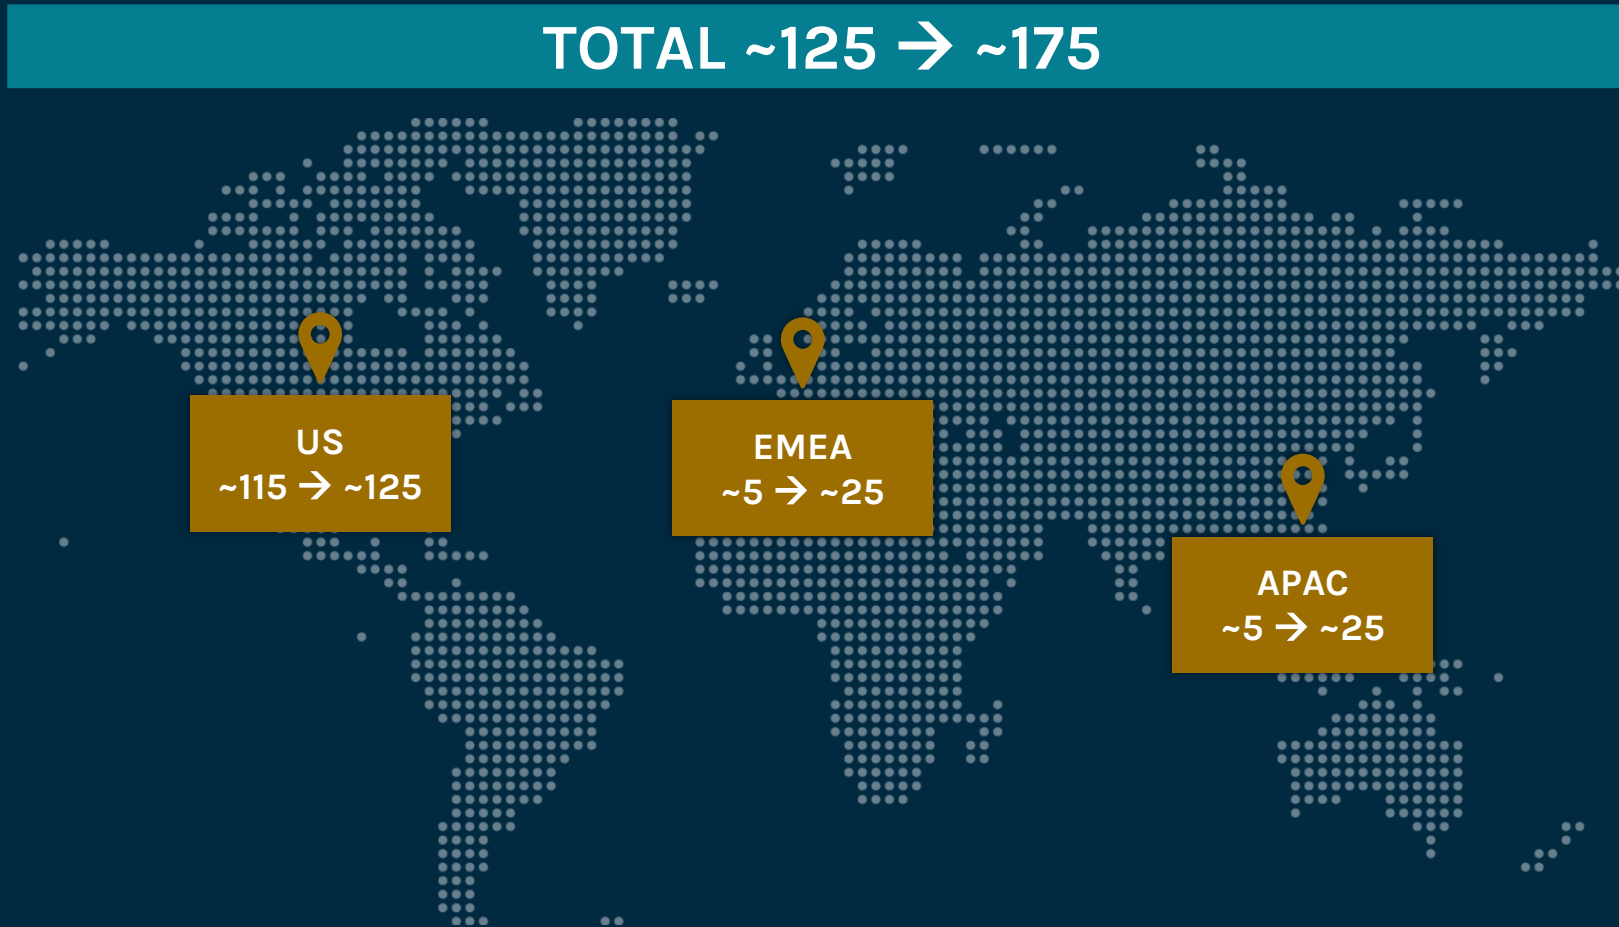 TOTAL ~125 → ~175
US
~115 → ~125
EMEA
~5 → ~25
APAC
~5 → ~25